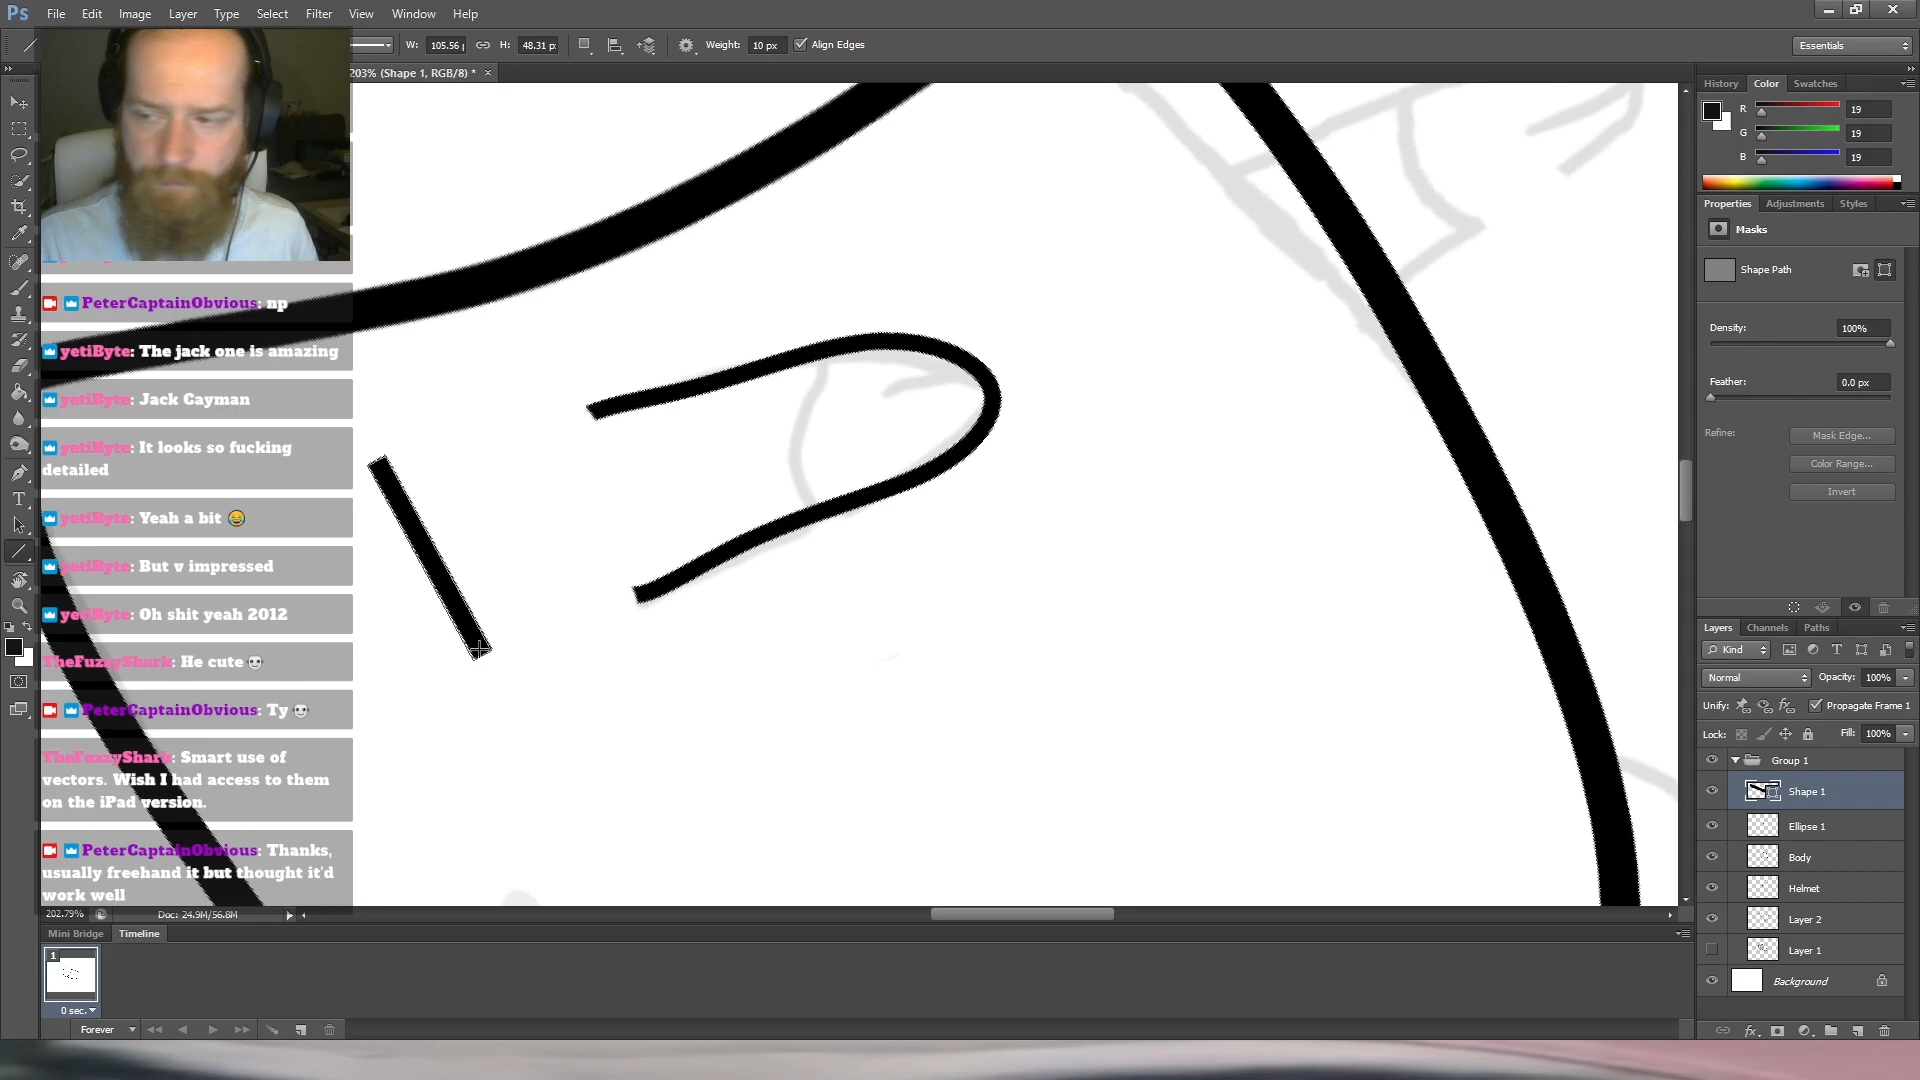 Ps File Edit Image Layer Type Select Filter View Window Help
W: 105.56 H: 48.31 p: Weight: 10 px Align Edges Essentials
203% (Shape 1, RGB/8) * ×
History Color Swatches
R 19
G 19
B 19
Properties Adjustments Styles
Masks
Shape Path
Density: 100%
Feather: 0.0 px
Refine: Mask Edge...
Color Range...
Invert
PeterCaptainObvious: np
yetiByte: The jack one is amazing
yetiByte: Jack Cayman
yetiByte: It looks so fucking
detailed
yetiByte: Yeah a bit 😂
yetiByte: But v impressed
yetiByte: Oh shit yeah 2012
TheFuzzyShark: He cute
PeterCaptainObvious: Ty
TheFuzzyShark: Smart use of
vectors. Wish I had access to them
on the iPad version.
PeterCaptainObvious: Thanks,
usually freehand it but thought it'd
work well
Layers Channels Paths
Kind
Normal Opacity: 100%
Unify: Propagate Frame 1
Lock: Fill: 100%
Group 1
Shape 1
Ellipse 1
Body
Helmet
Layer 2
Layer 1
Background
202.79% Doc: 24.9M/56.8M
Mini Bridge Timeline
1
0 sec.
Forever